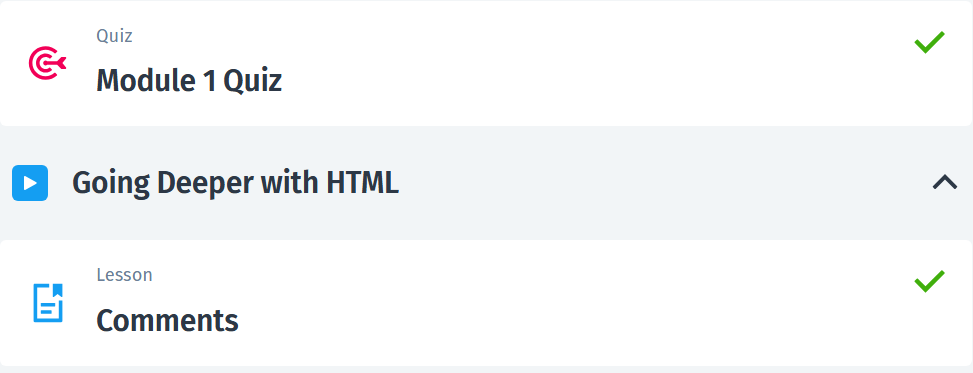 Quiz
Module 1 Quiz
Going Deeper with HTML
Lesson
Comments